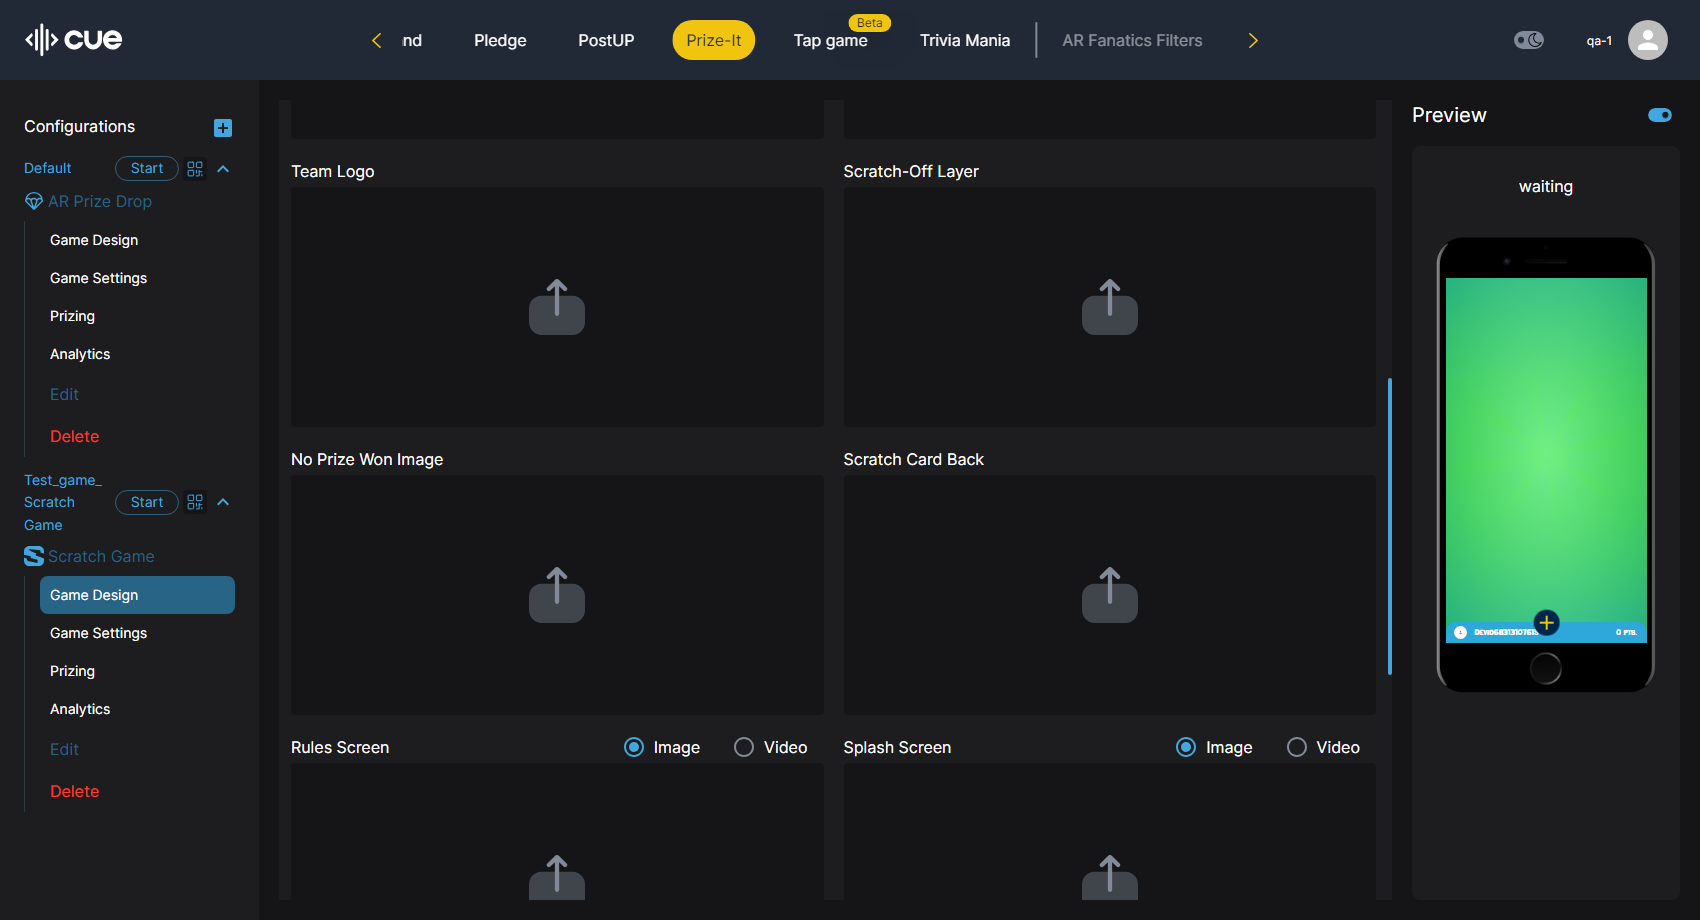 cue
nd
Pledge
PostUP
Prize-It
Beta
Tap game
Trivia Mania
AR Fanatics Filters
qa-1
Configurations
Default
Start
AR Prize Drop
Game Design
Game Settings
Prizing
Analytics
Edit
Delete
Test_game_
Scratch
Game
Start
Scratch Game
Game Design
Game Settings
Prizing
Analytics
Edit
Delete
Team Logo
Scratch-Off Layer
No Prize Won Image
Scratch Card Back
Rules Screen
Image
Video
Splash Screen
Image
Video
Preview
waiting
0 PTS.